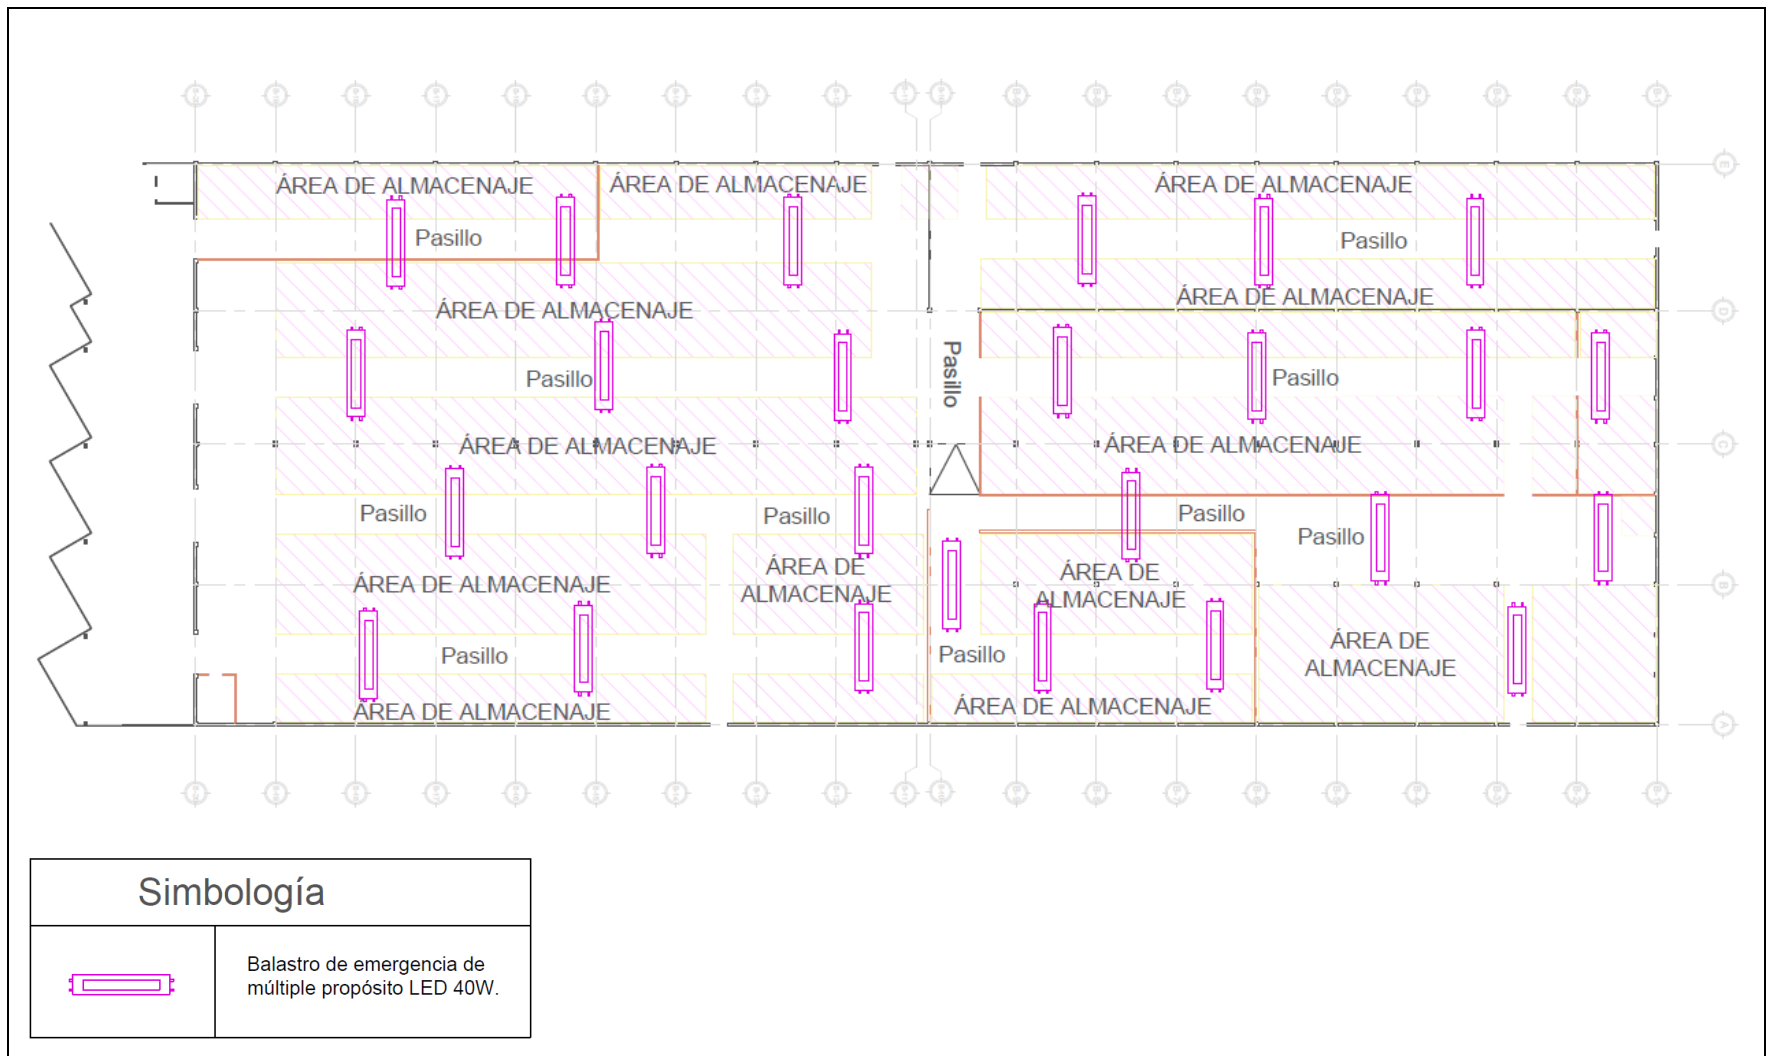 ÁREA DE ALMACENAJE
ÁREA DE ALMACENAJE
ÁREA DE ALMACENAJE
Pasillo
Pasillo
ÁREA DE ALMACENAJE
ÁREA DE ALMACENAJE
Pasillo
Pasillo
Pasillo
ÁREA DE ALMACENAJE
ÁREA DE ALMACENAJE
Pasillo
Pasillo
Pasillo
Pasillo
ÁREA DE ALMACENAJE
ÁREA DE
ALMACENAJE
ÁREA DE
ALMACENAJE
Pasillo
Pasillo
ÁREA DE
ALMACENAJE
ÁREA DE ALMACENAJE
ÁREA DE ALMACENAJE
E
D
C
B
A
Simbología
Balastro de emergencia de
múltiple propósito LED 40W.